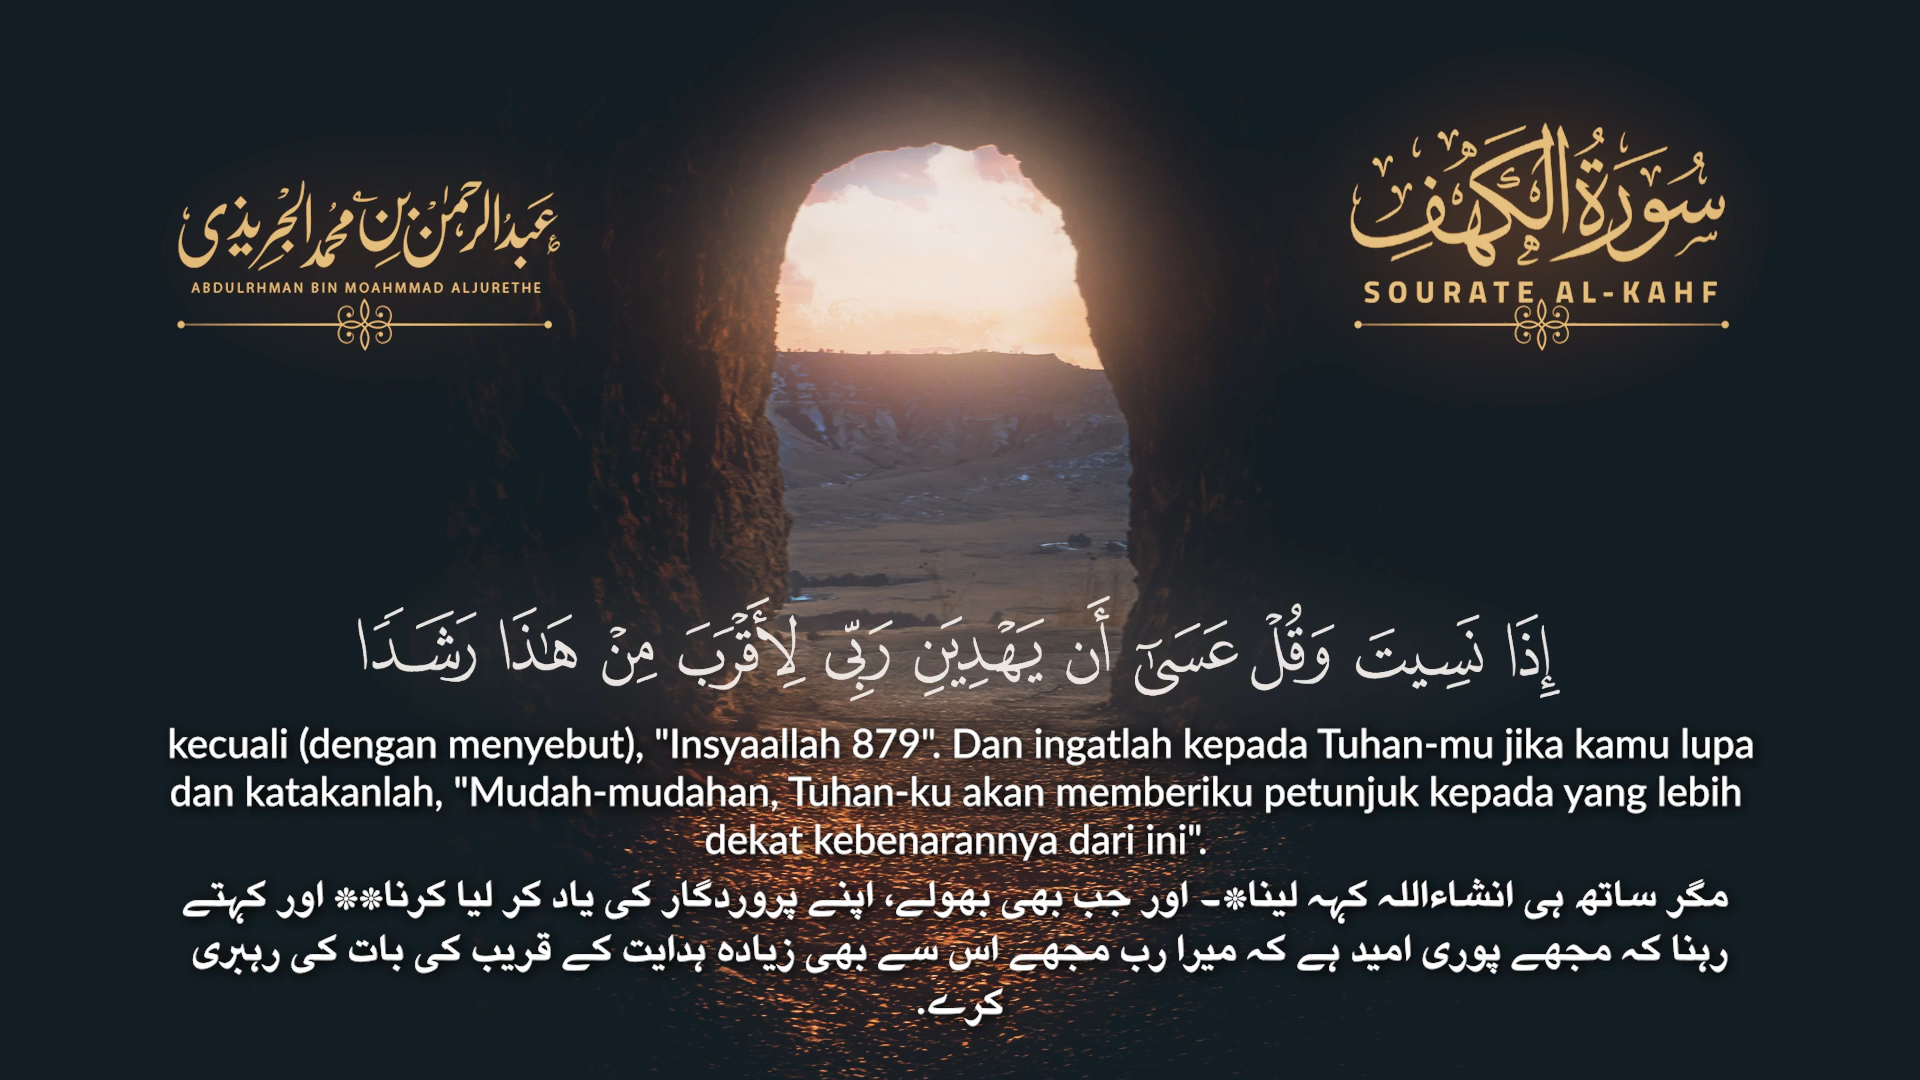 عبدالرحمٰن بن محمد الجريذي
ABDULRHMAN BIN MOAHMMAD ALJURETHE
سُورَةُ الْكَهْفِ
SOURATE AL-KAHF
إِذَا نَسِيتَ وَقُلْ عَسَىٰٓ أَن يَهْدِيَنِ رَبِّى لِأَقْرَبَ مِنْ هَـٰذَا رَشَدًا
kecuali (dengan menyebut), "Insyaallah 879". Dan ingatlah kepada Tuhan-mu jika kamu lupa
dan katakanlah, "Mudah-mudahan, Tuhan-ku akan memberiku petunjuk kepada yang lebih
dekat kebenarannya dari ini".
مگر ساتھ ہی انشاءاللہ کہہ لینا*۔ اور جب بھی بھولے، اپنے پروردگار کی یاد کر لیا کرنا** اور کہتے
رہنا کہ مجھے پوری امید ہے کہ میرا رب مجھے اس سے بھی زیاده ہدایت کے قریب کی بات کی رہبری
کرے.